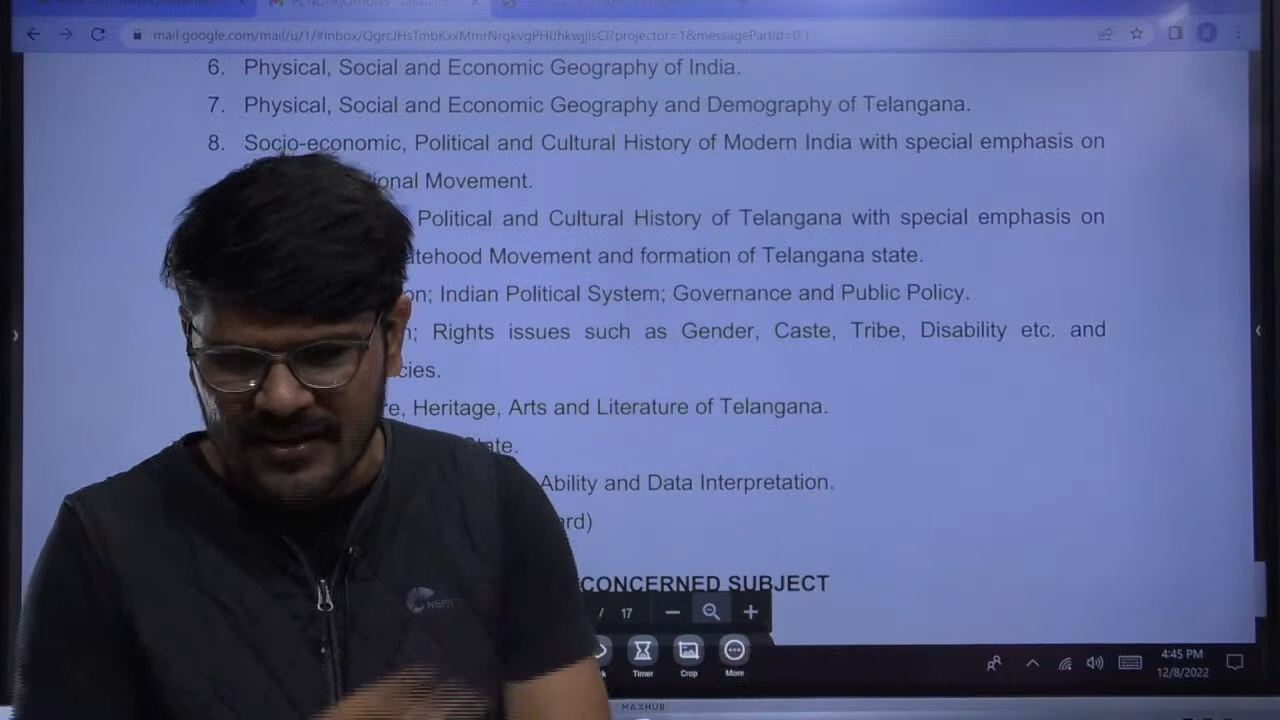 mail.google.com/mail/u/1/#inbox/QgrcJHsTmbKxxMmrNrqkvgPHlJhkwjjlsCl?projector=1&messagePartId=0.1
6. Physical, Social and Economic Geography of India.
7. Physical, Social and Economic Geography and Demography of Telangana.
8. Socio-economic, Political and Cultural History of Modern India with special emphasis on
onal Movement.
Political and Cultural History of Telangana with special emphasis on
tehood Movement and formation of Telangana state.
on; Indian Political System; Governance and Public Policy.
n; Rights issues such as Gender, Caste, Tribe, Disability etc. and
cies.
re, Heritage, Arts and Literature of Telangana.
ate.
Ability and Data Interpretation.
ard)
CONCERNED SUBJECT
/ 17
Timer Crop More
4:45 PM
12/8/2022
MAXHUB